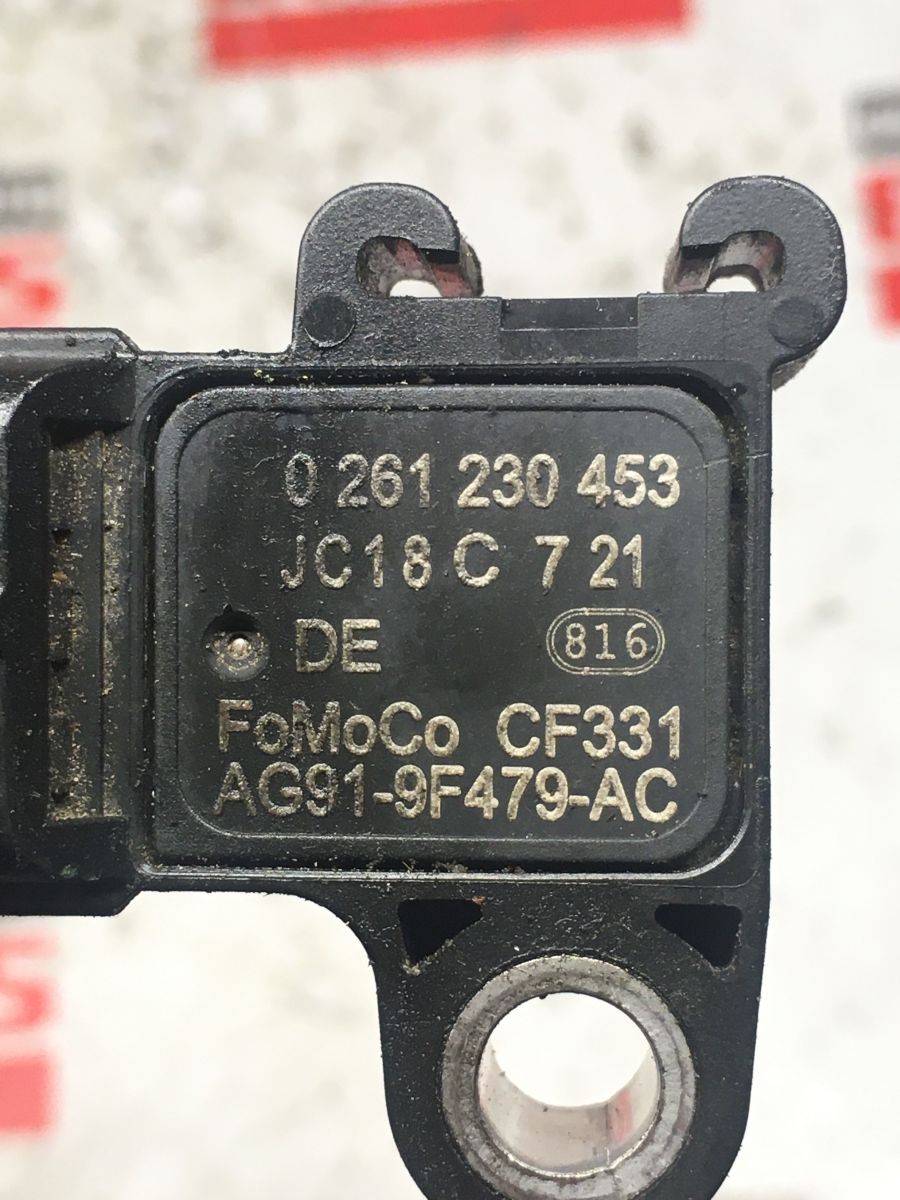 0 261 230 453
JC18 C 7 21
DE 816
FoMoCo CF331
AG91-9F479-AC